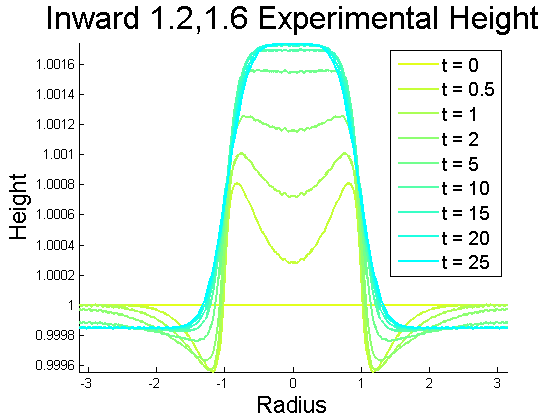 Inward 1.2,1.6 Experimental Height
1.0016
1.0014
1.0012
1.001
1.0008
1.0006
1.0004
1.0002
1
0.9998
0.9996
Height
t = 0
t = 0.5
t = 1
t = 2
t = 5
t = 10
t = 15
t = 20
t = 25
-3 -2 -1 0 1 2 3
Radius